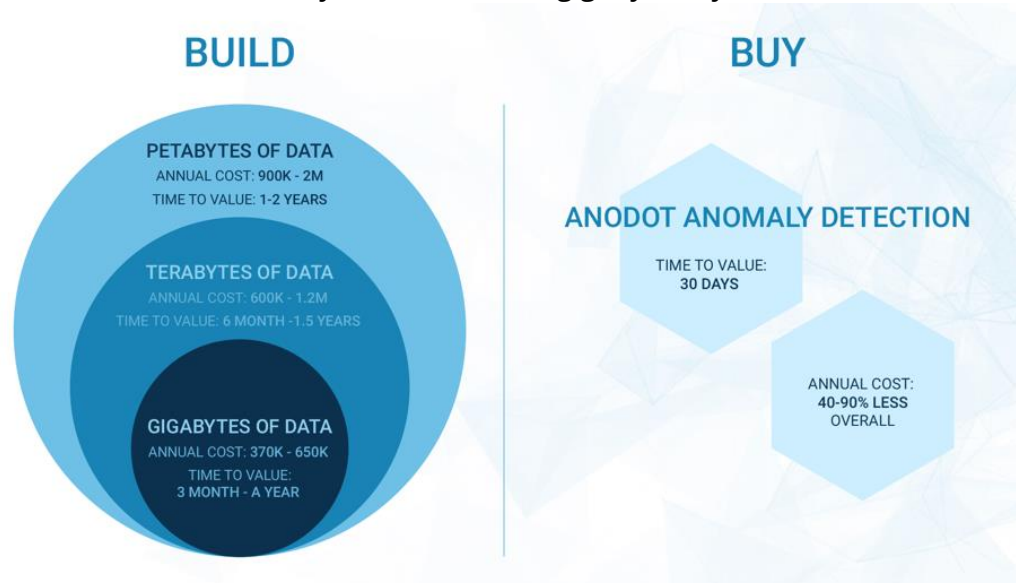 BUILD
PETABYTES OF DATA
ANNUAL COST: 900K - 2M
TIME TO VALUE: 1-2 YEARS
TERABYTES OF DATA
ANNUAL COST: 600K - 1.2M
TIME TO VALUE: 6 MONTH -1.5 YEARS
GIGABYTES OF DATA
ANNUAL COST: 370K - 650K
TIME TO VALUE:
3 MONTH - A YEAR
BUY
ANODOT ANOMALY DETECTION
TIME TO VALUE:
30 DAYS
ANNUAL COST:
40-90% LESS
OVERALL